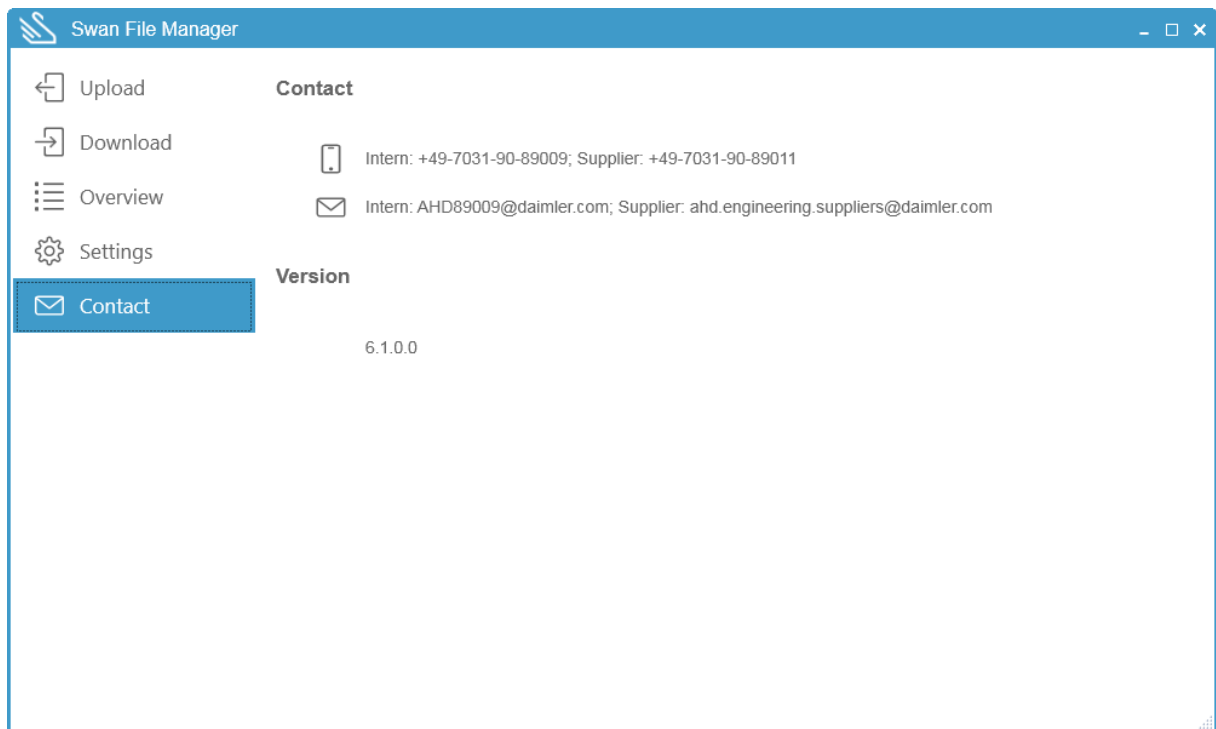 Swan File Manager
Upload
Download
Overview
Settings
Contact
Contact
Intern: +49-7031-90-89009; Supplier: +49-7031-90-89011
Intern: AHD89009@daimler.com; Supplier: ahd.engineering.suppliers@daimler.com
Version
6.1.0.0